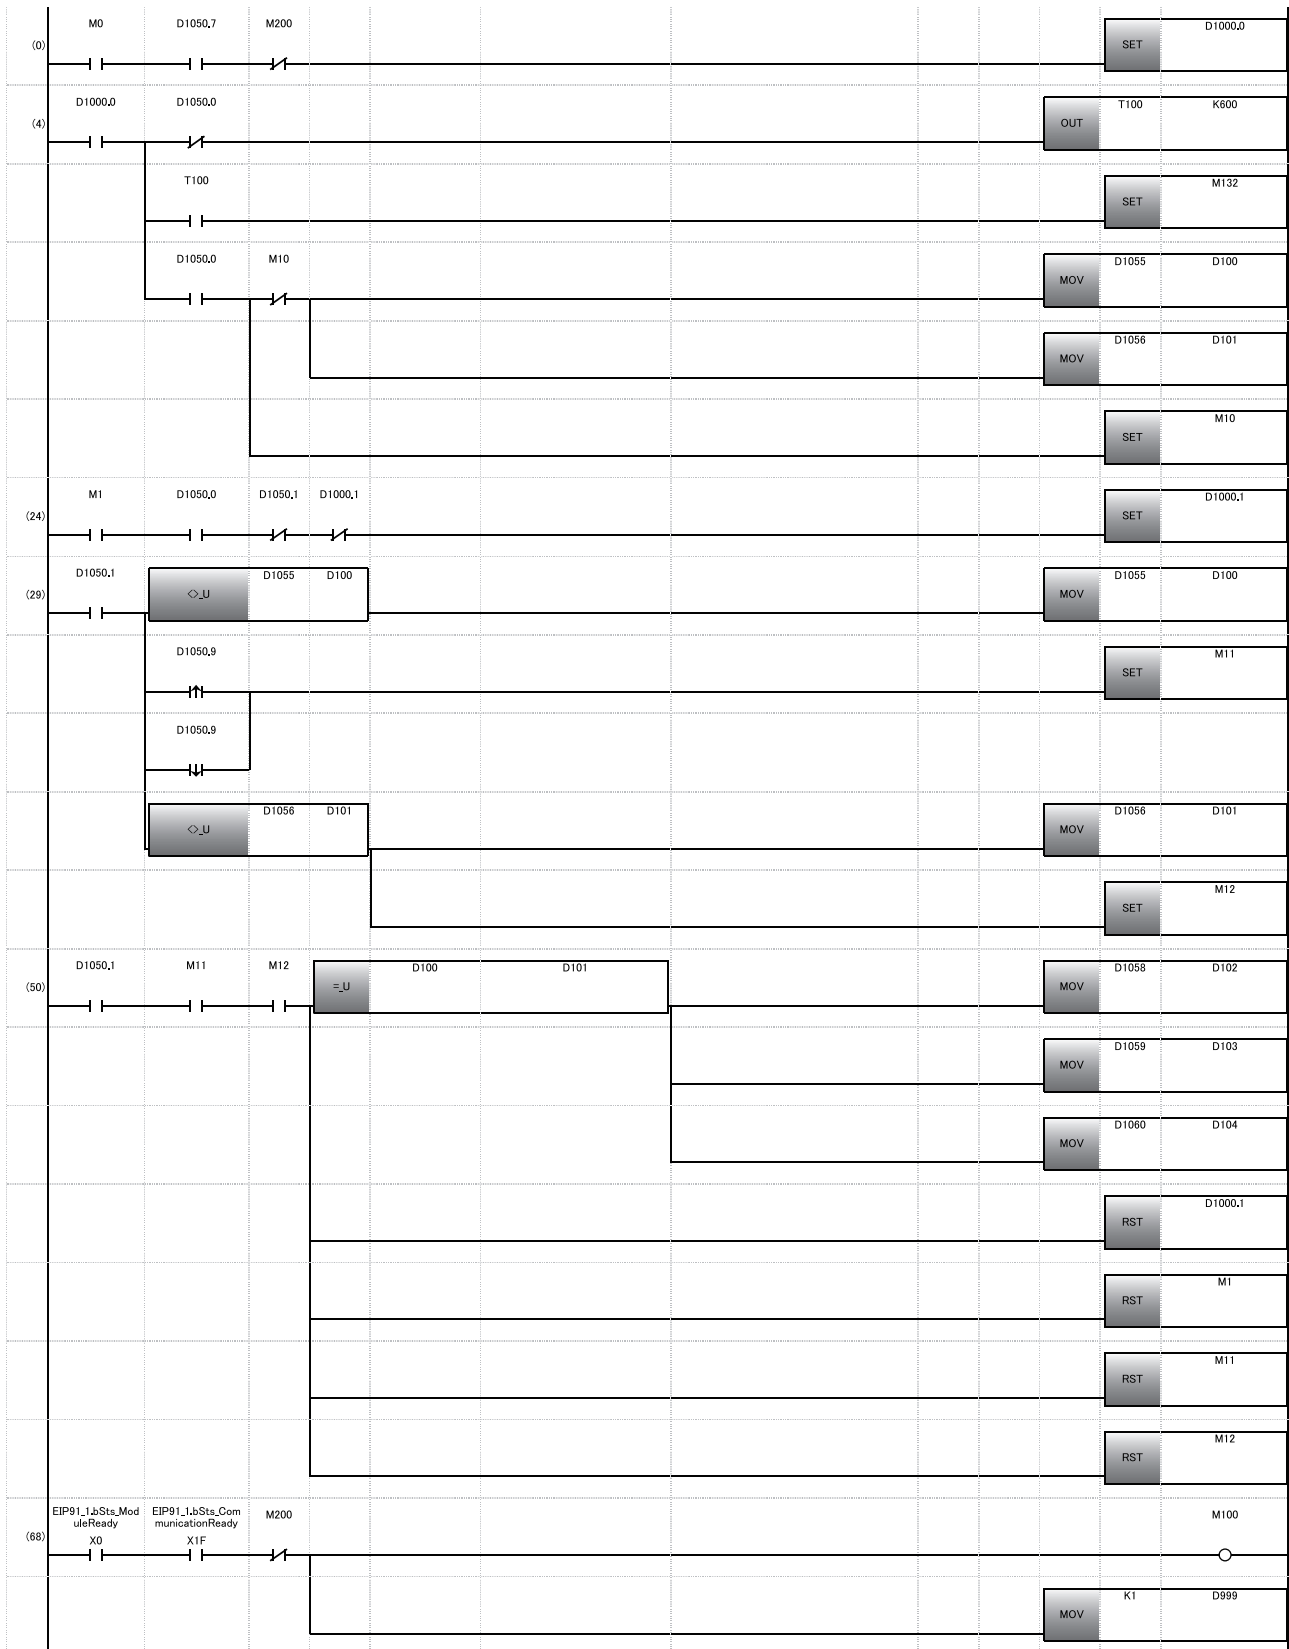 M0 D1050.7 M200 D1000.0
(0) SET
D1000.0 D1050.0 T100 K600
(4) OUT
T100 M132
SET
D1050.0 M10 D1055 D100
MOV
D1056 D101
MOV
M10
SET
M1 D1050.0 D1050.1 D1000.1 D1000.1
(24) SET
D1050.1 D1055 D100 D1055 D100
(29) <>_U MOV
D1050.9 M11
SET
D1050.9
D1056 D101 D1056 D101
<>_U MOV
M12
SET
D1050.1 M11 M12 D100 D101 D1058 D102
(50) =_U MOV
D1059 D103
MOV
D1060 D104
MOV
D1000.1
RST
M1
RST
M11
RST
M12
RST
EIP91_1.bSts_Mod EIP91_1.bSts_Com M200 M100
uleReady municationReady
(68) X0 X1F
K1 D999
MOV